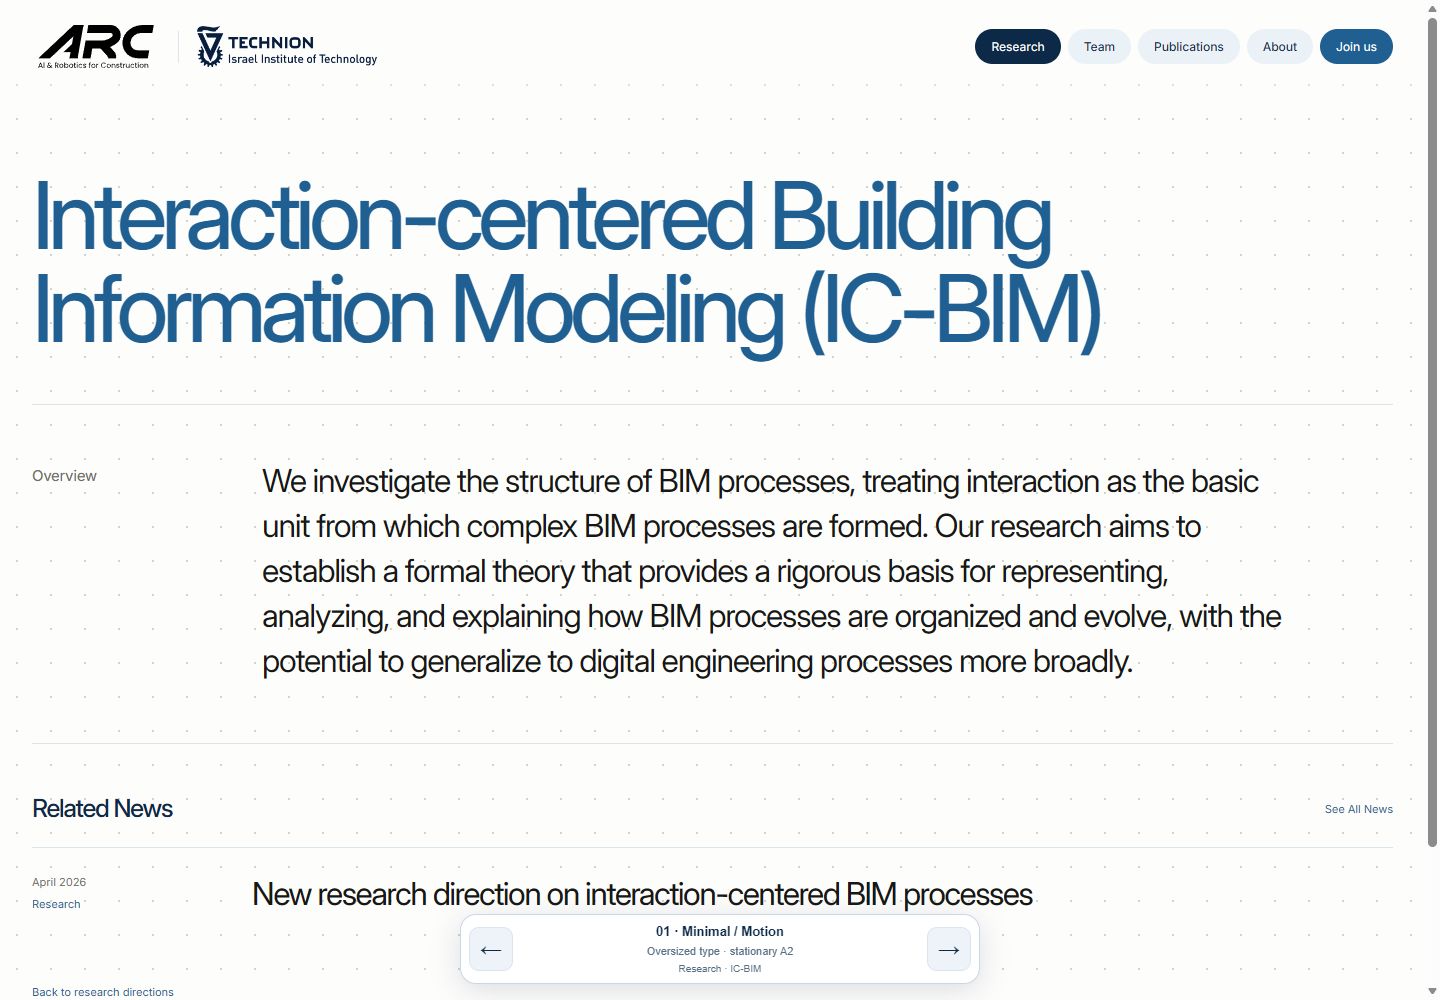 ARC
AI & Robotics for Construction
TECHNION
Israel Institute of Technology
Research
Team
Publications
About
Join us
Interaction-centered Building
Information Modeling (IC-BIM)
Overview
We investigate the structure of BIM processes, treating interaction as the basic
unit from which complex BIM processes are formed. Our research aims to
establish a formal theory that provides a rigorous basis for representing,
analyzing, and explaining how BIM processes are organized and evolve, with the
potential to generalize to digital engineering processes more broadly.
Related News
See All News
April 2026
Research
New research direction on interaction-centered BIM processes
01 · Minimal / Motion
Oversized type · stationary A2
Research · IC-BIM
Back to research directions